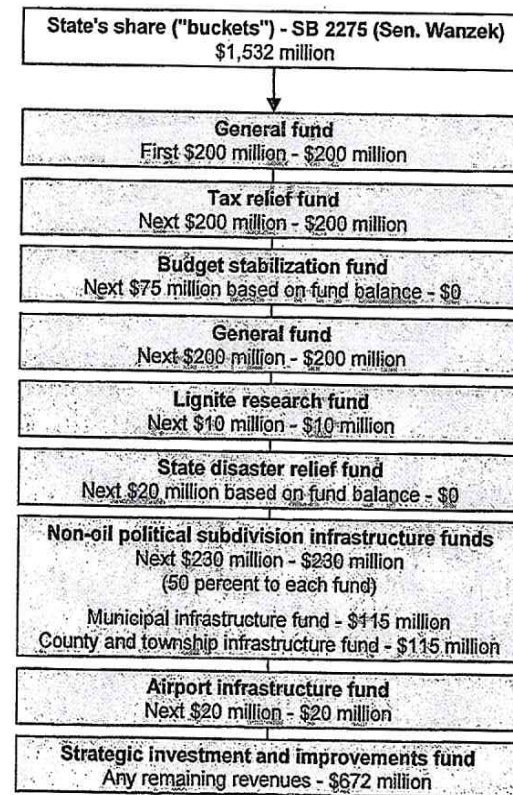 State's share ("buckets") - SB 2275 (Sen. Wanzek)
$1,532 million
General fund
First $200 million - $200 million
Tax relief fund
Next $200 million - $200 million
Budget stabilization fund
Next $75 million based on fund balance - $0
General fund
Next $200 million - $200 million
Lignite research fund
Next $10 million - $10 million
State disaster relief fund
Next $20 million based on fund balance - $0
Non-oil political subdivision infrastructure funds
Next $230 million - $230 million
(50 percent to each fund)
Municipal infrastructure fund - $115 million
County and township infrastructure fund - $115 million
Airport infrastructure fund
Next $20 million - $20 million
Strategic investment and improvements fund
Any remaining revenues - $672 million